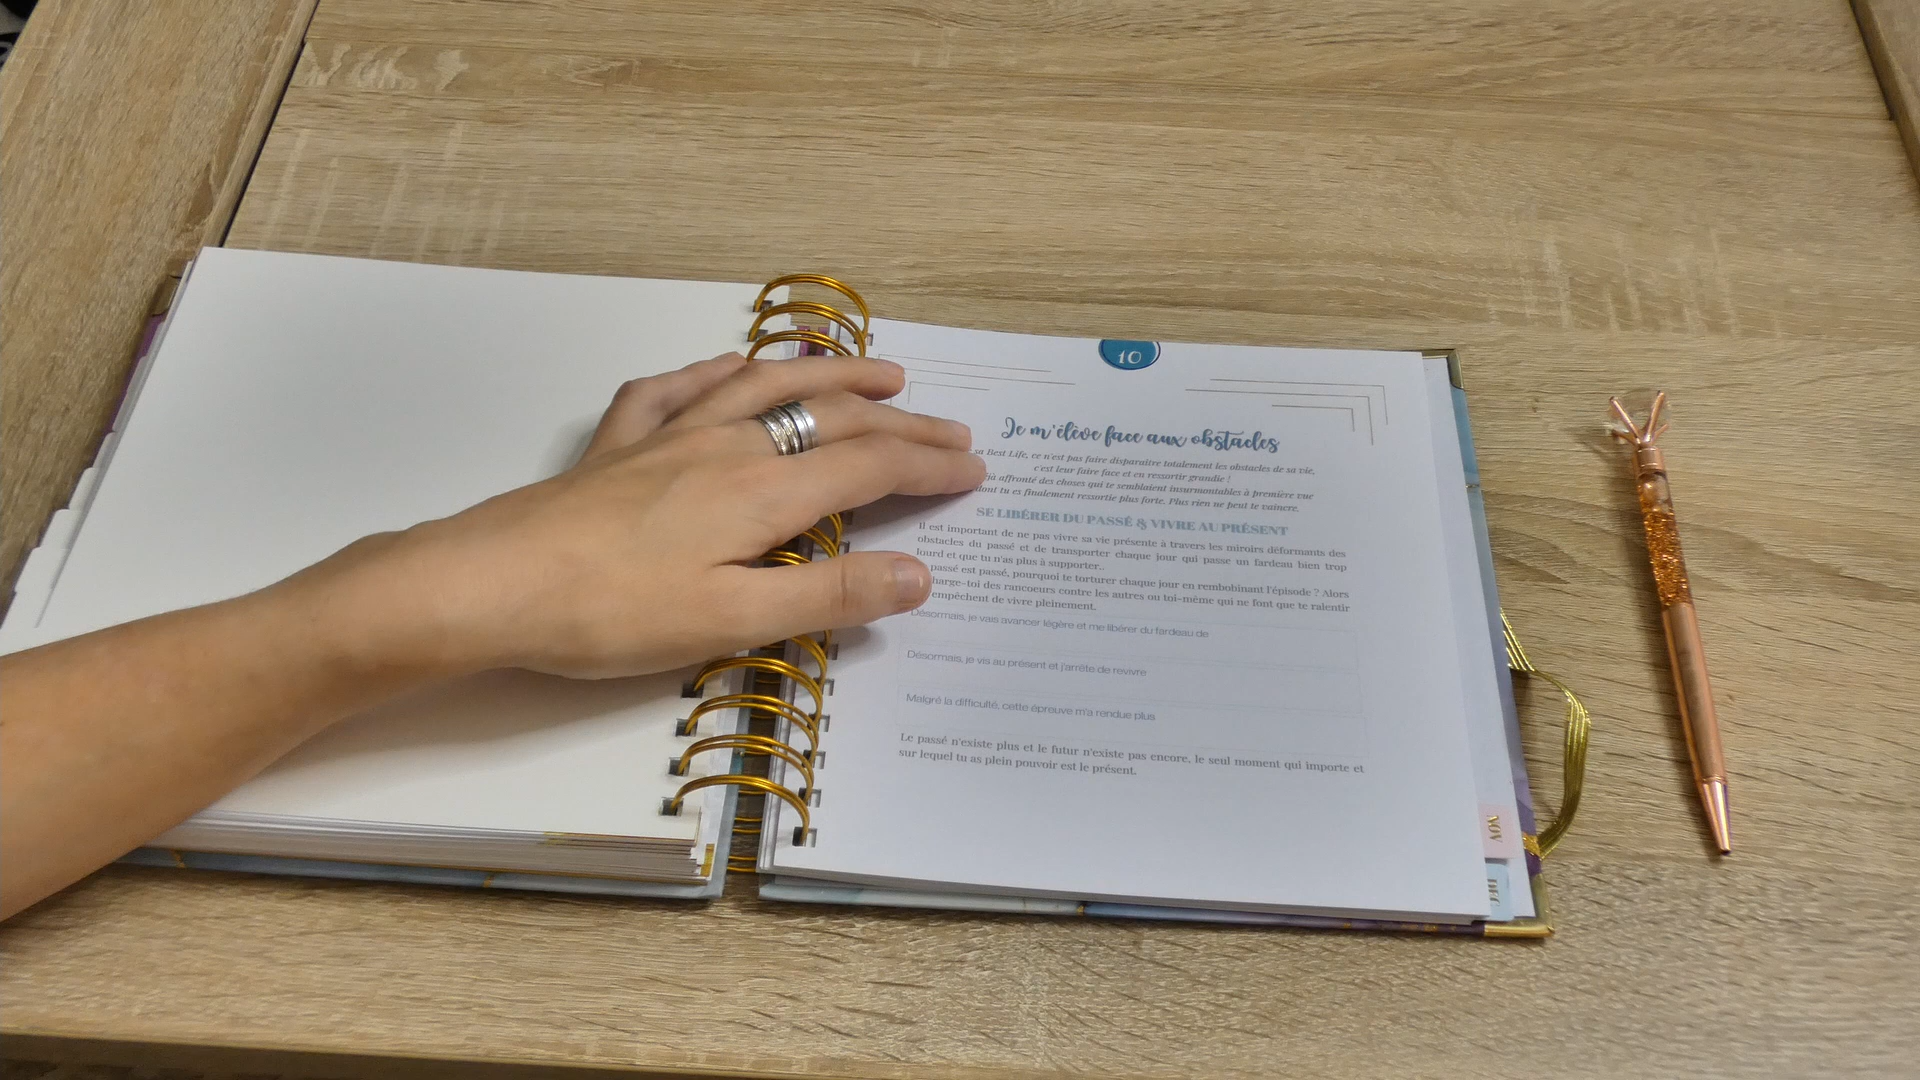 10
Je m'élève face aux obstacles
sa Best Life, ce n'est pas faire disparaître totalement les obstacles de sa vie,
c'est leur faire face et en ressortir grandie !
jà affronté des choses qui te semblaient insurmontables à première vue
dont tu es finalement ressortie plus forte. Plus rien ne peut te vaincre.
SE LIBÉRER DU PASSÉ & VIVRE AU PRÉSENT
Il est important de ne pas vivre sa vie présente à travers les miroirs déformants des
obstacles du passé et de transporter chaque jour qui passe un fardeau bien trop
lourd et que tu n'as plus à supporter..
passé est passé, pourquoi te torturer chaque jour en rembobinant l'épisode ? Alors
harge-toi des rancoeurs contre les autres ou toi-même qui ne font que te ralentir
empêchent de vivre pleinement.
Désormais, je vais avancer légère et me libérer du fardeau de
Désormais, je vis au présent et j'arrête de revivre
Malgré la difficulté, cette épreuve m'a rendue plus
Le passé n'existe plus et le futur n'existe pas encore, le seul moment qui importe et
sur lequel tu as plein pouvoir est le présent.
NOV
DEC